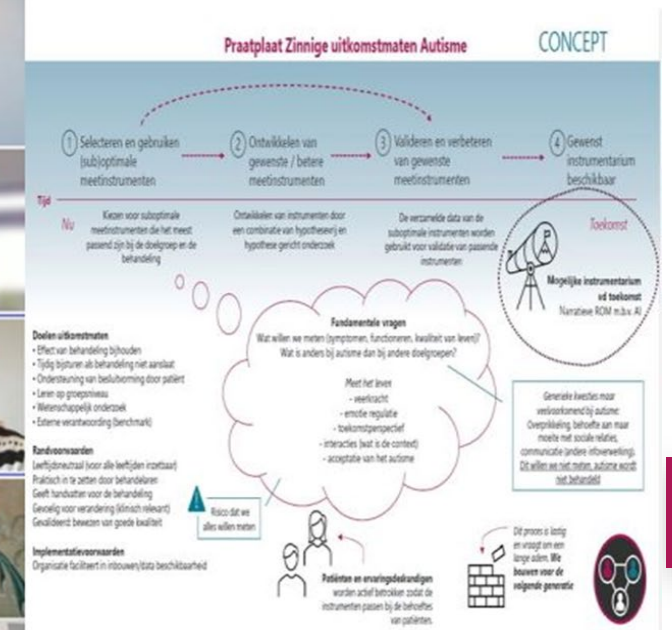 Praatplaat Zinnige uitkomstmaten Autisme
CONCEPT
1 Selecteren en gebruiken
(sub)optimale
meetinstrumenten
2 Ontwikkelen van
gewenste / betere
meetinstrumenten
3 Valideren en verbeteren
van gewenste
meetinstrumenten
4 Gewenst
instrumentarium
beschikbaar
Tijd
Nu
Kiezen voor suboptimale
meetinstrumenten die het meest
passend zijn bij de doelgroep en de
behandeling
Ontwikkelen van instrumenten door
een combinatie van hypothesevrij en
hypothese gericht onderzoek
De verzamelde data van de
suboptimale instrumenten worden
gebruikt voor validatie van passende
instrumenten
Toekomst
Mogelijke instrumentarium
vd toekomst
Narratieve ROM m.b.v. AI
Doelen uitkomstmaten
• Effect van behandeling bijhouden
• Tijdig bijsturen als behandeling niet aanslaat
• Ondersteuning van besluitvorming door patiënt
• Leren op groepsniveau
• Wetenschappelijk onderzoek
• Externe verantwoording (benchmark)
Randvoorwaarden
Leeftijdsneutraal (voor alle leeftijden inzetbaar)
Praktisch in te zetten door behandelaren
Geeft handvatten voor de behandeling
Gevoelig voor verandering (klinisch relevant)
Gevalideerd: bewezen van goede kwaliteit
Implementatievoorwaarden
Organisatie faciliteert in inbouwen/data beschikbaarheid
Fundamentele vragen
Wat willen we meten (symptomen, functioneren, kwaliteit van leven)?
Wat is anders bij autisme dan bij andere doelgroepen?
Meet het leven
- veerkracht
- emotie regulatie
- toekomstperspectief
- interacties (wat is de context)
- acceptatie van het autisme
Risico dat we
alles willen meten
Generieke kwesties maar
veelvoorkomend bij autisme:
Overprikkeling, behoefte aan maar
moeite met sociale relaties,
communicatie (andere infoverwerking).
Dit willen we niet meten, autisme wordt
niet behandeld
Patiënten en ervaringsdeskundigen
worden actief betrokken zodat de
instrumenten passen bij de behoeftes
van patiënten.
Dit proces is lastig
en vraagt om een
lange adem. We
bouwen voor de
volgende generatie